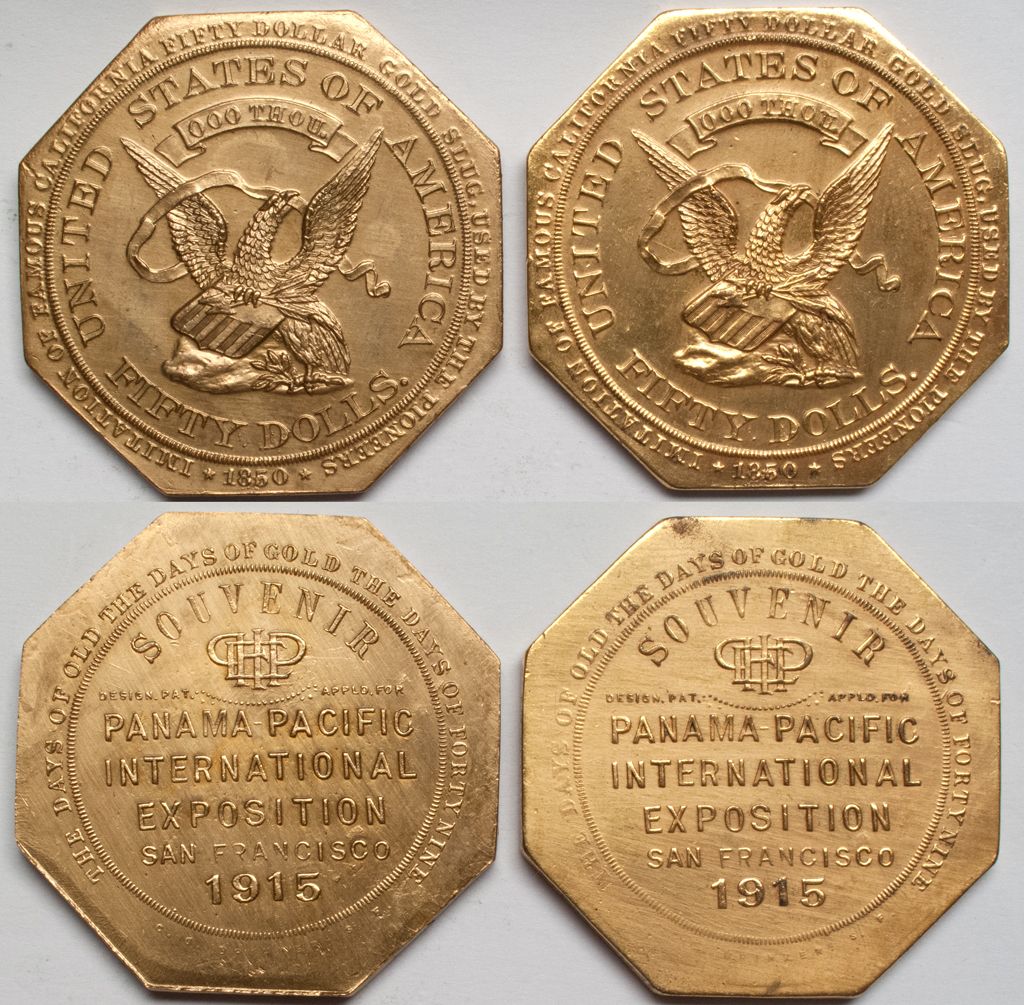 IMITATION OF FAMOUS CALIFORNIA FIFTY DOLLAR GOLD SLUG, USED BY THE PIONERS
UNITED STATES OF AMERICA
000 THOU.
FIFTY DOLLS.
★ 1850 ★
IMITATION OF FAMOUS CALIFORNIA FIFTY DOLLAR GOLD SLUG, USED BY THE PIONERS
UNITED STATES OF AMERICA
000 THOU.
FIFTY DOLLS.
★ 1850 ★
THE DAYS OF OLD THE DAYS OF GOLD THE DAYS OF FORTY NINE
SOUVENIR
DESIGN. PAT. APPLD. FOR
PANAMA-PACIFIC
INTERNATIONAL
EXPOSITION
SAN FRANCISCO
1915
THE DAYS OF OLD THE DAYS OF GOLD THE DAYS OF FORTY NINE
SOUVENIR
DESIGN. PAT. APPLD. FOR
PANAMA-PACIFIC
INTERNATIONAL
EXPOSITION
SAN FRANCISCO
1915